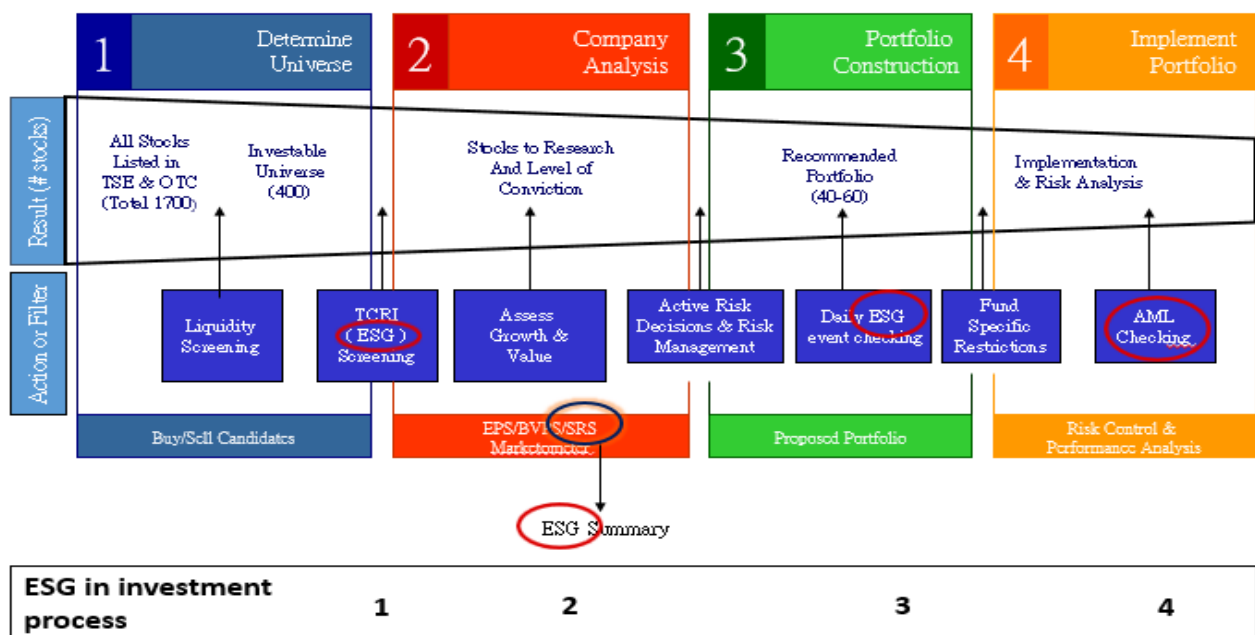 1
Determine
Universe
2
Company
Analysis
3
Portfolio
Construction
4
Implement
Portfolio
Result (# stocks)
All Stocks
Listed in
TSE & OTC
(Total 1700)
Investable
Universe
(400)
Stocks to Research
And Level of
Conviction
Recommended
Portfolio
(40-60)
Implementation
& Risk Analysis
Action or Filter
Liquidity
Screening
TCRI
(ESG)
Screening
Assess
Growth &
Value
Active Risk
Decisions & Risk
Management
Daily ESG
event checking
Fund
Specific
Restrictions
AML
Checking
Buy/Sell Candidates
EPS/BVPS/SRS
Marketometer
Proposed Portfolio
Risk Control &
Performance Analysis
ESG Summary
ESG in investment
process
1
2
3
4